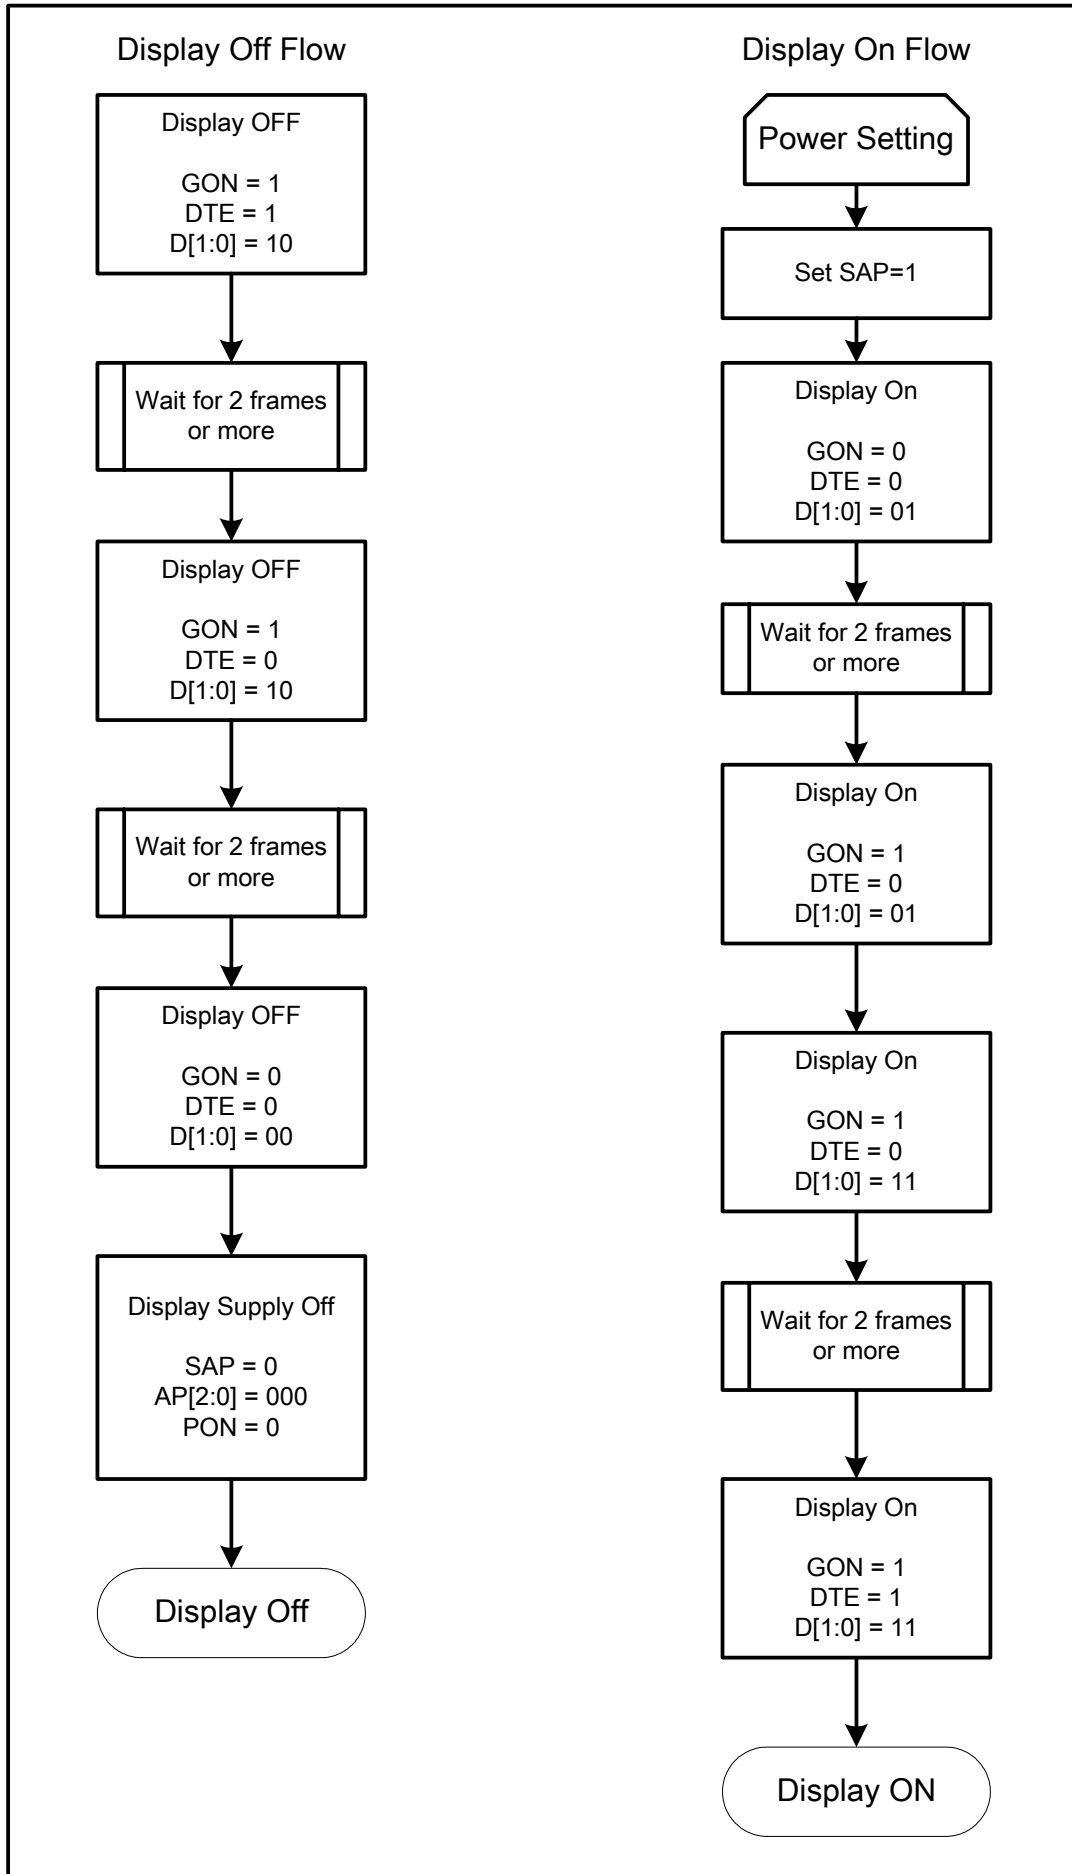 Display Off Flow
Display OFF
GON = 1
DTE = 1
D[1:0] = 10
Wait for 2 frames
or more
Display OFF
GON = 1
DTE = 0
D[1:0] = 10
Wait for 2 frames
or more
Display OFF
GON = 0
DTE = 0
D[1:0] = 00
Display Supply Off
SAP = 0
AP[2:0] = 000
PON = 0
Display Off
Display On Flow
Power Setting
Set SAP=1
Display On
GON = 0
DTE = 0
D[1:0] = 01
Wait for 2 frames
or more
Display On
GON = 1
DTE = 0
D[1:0] = 01
Display On
GON = 1
DTE = 0
D[1:0] = 11
Wait for 2 frames
or more
Display On
GON = 1
DTE = 1
D[1:0] = 11
Display ON